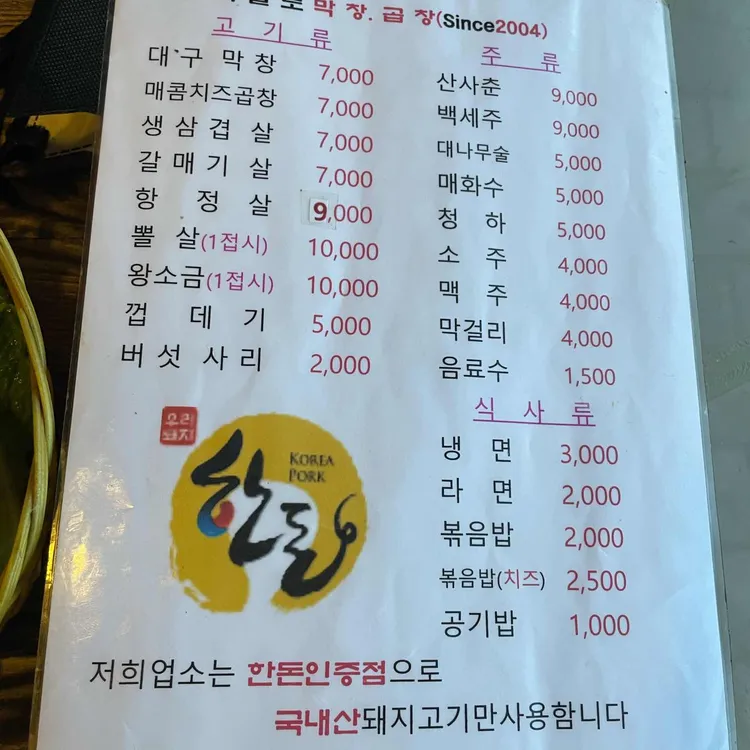 막창.곱창(Since2004)
고 기 류
대구 막창 7,000
매콤치즈곱창 7,000
생삼겹살 7,000
갈매기살 7,000
항 정 살 9,000
뽈 살(1접시) 10,000
왕소금(1접시) 10,000
껍 데 기 5,000
버섯사리 2,000
주 류
산사춘 9,000
백세주 9,000
대나무술 5,000
매화수 5,000
청 하 5,000
소 주 4,000
맥 주 4,000
막걸리 4,000
음료수 1,500
식 사 류
냉 면 3,000
라 면 2,000
볶음밥 2,000
볶음밥(치즈) 2,500
공기밥 1,000
우리
돼지
KOREA
PORK
한돈
저희업소는 한돈인증점으로
국내산돼지고기만사용함니다